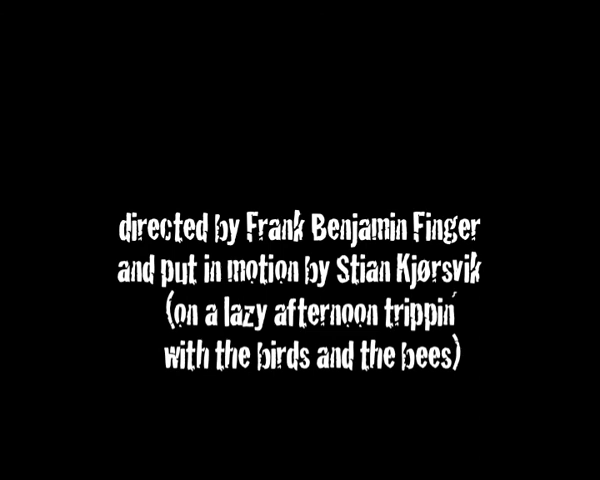 directed by Frank Benjamin Finger
and put in motion by Stian Kjørsvik
(on a lazy afternoon trippin'
with the birds and the bees)